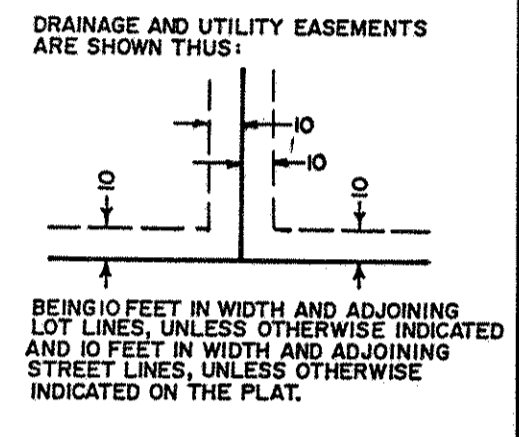 DRAINAGE AND UTILITY EASEMENTS
ARE SHOWN THUS:
10
10
10
10
BEING 10 FEET IN WIDTH AND ADJOINING
LOT LINES, UNLESS OTHERWISE INDICATED
AND 10 FEET IN WIDTH AND ADJOINING
STREET LINES, UNLESS OTHERWISE
INDICATED ON THE PLAT.